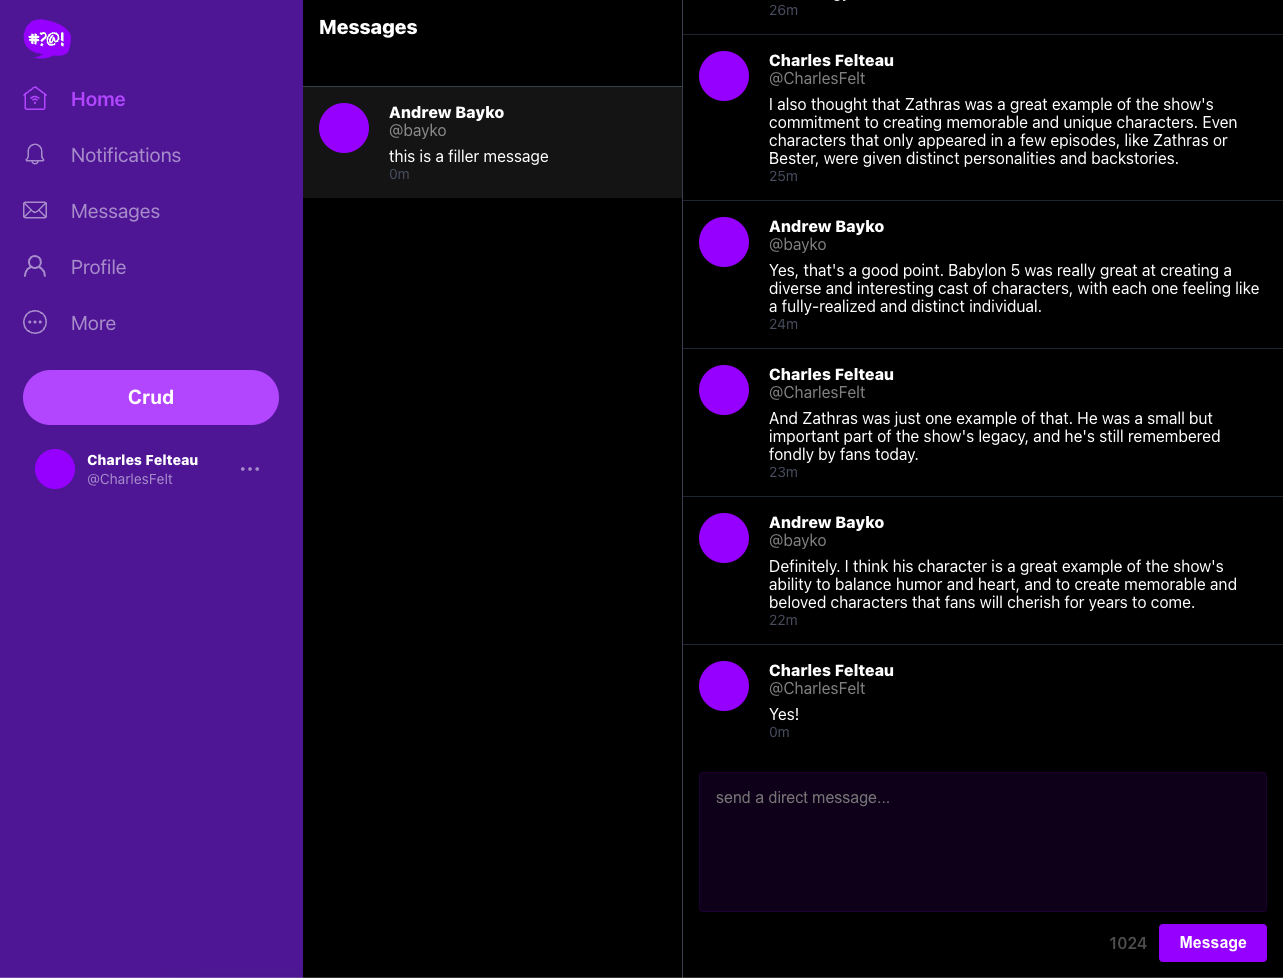 #?@!
Home
Notifications
Messages
Profile
More
Crud
Charles Felteau
@CharlesFelt
Messages
Andrew Bayko
@bayko
this is a filler message
0m
26m
Charles Felteau
@CharlesFelt
I also thought that Zathras was a great example of the show's
commitment to creating memorable and unique characters. Even
characters that only appeared in a few episodes, like Zathras or
Bester, were given distinct personalities and backstories.
25m
Andrew Bayko
@bayko
Yes, that's a good point. Babylon 5 was really great at creating a
diverse and interesting cast of characters, with each one feeling like
a fully-realized and distinct individual.
24m
Charles Felteau
@CharlesFelt
And Zathras was just one example of that. He was a small but
important part of the show's legacy, and he's still remembered
fondly by fans today.
23m
Andrew Bayko
@bayko
Definitely. I think his character is a great example of the show's
ability to balance humor and heart, and to create memorable and
beloved characters that fans will cherish for years to come.
22m
Charles Felteau
@CharlesFelt
Yes!
0m
send a direct message...
1024
Message